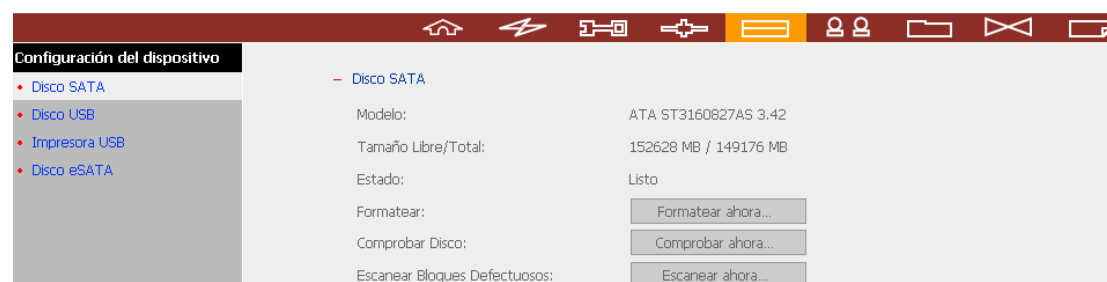 Configuración del dispositivo
Disco SATA
Disco USB
Impresora USB
Disco eSATA
– Disco SATA
Modelo: ATA ST3160827AS 3.42
Tamaño Libre/Total: 152628 MB / 149176 MB
Estado: Listo
Formatear: Formatear ahora...
Comprobar Disco: Comprobar ahora...
Escanear Bloques Defectuosos: Escanear ahora...